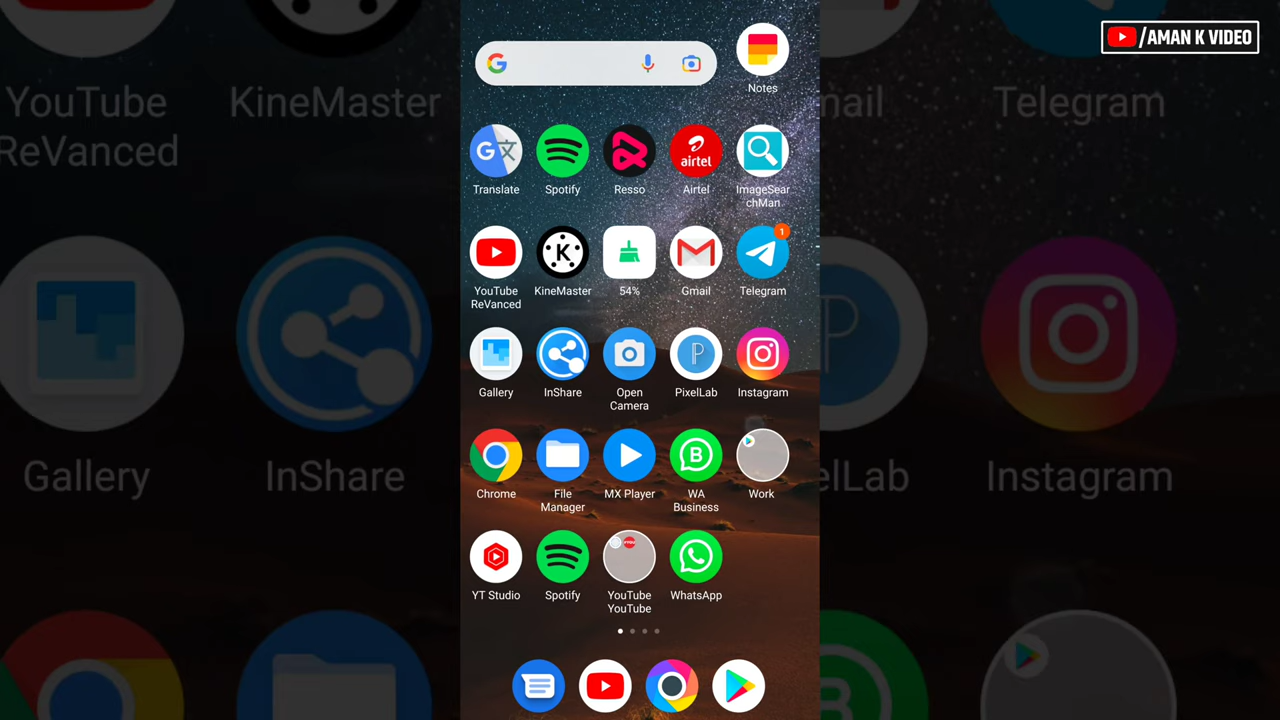 /AMAN K VIDEO
Notes
Translate
Spotify
Resso
airtel
Airtel
ImageSear
chMan
YouTube
ReVanced
KineMaster
54%
Gmail
1
Telegram
Gallery
InShare
Open
Camera
PixelLab
Instagram
Chrome
File
Manager
MX Player
WA
Business
Work
YT Studio
Spotify
YouTube
YouTube
WhatsApp
YouTube
ReVanced
KineMaster
mail
Telegram
Gallery
InShare
elLab
Instagram